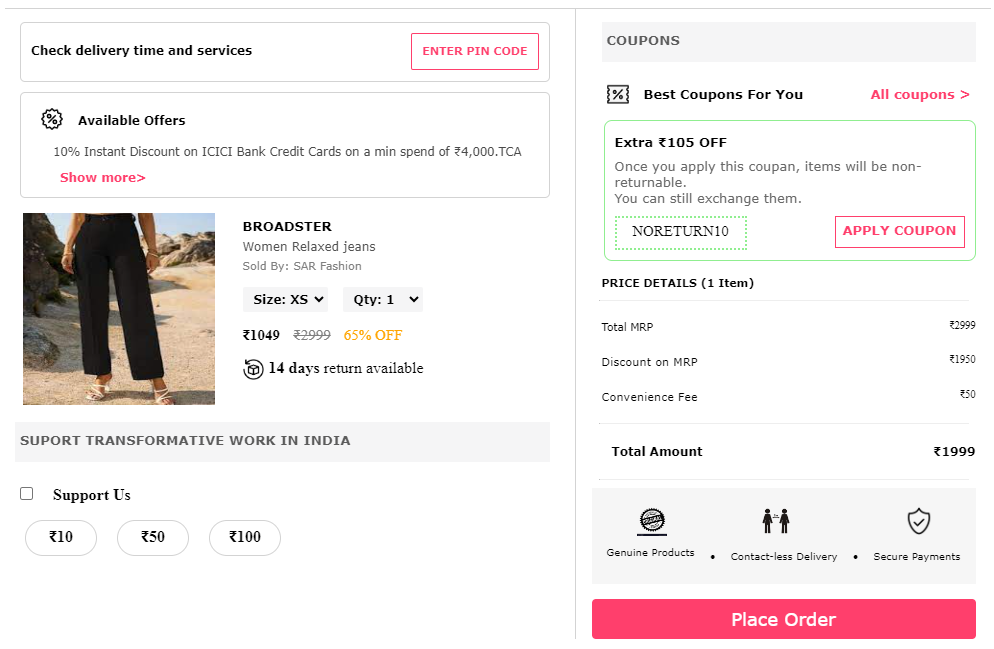 Check delivery time and services
ENTER PIN CODE
Available Offers
10% Instant Discount on ICICI Bank Credit Cards on a min spend of ₹4,000.TCA
Show more>
BROADSTER
Women Relaxed jeans
Sold By: SAR Fashion
Size: XS Qty: 1
₹1049 ₹2999 65% OFF
14 days return available
SUPORT TRANSFORMATIVE WORK IN INDIA
Support Us
₹10 ₹50 ₹100
COUPONS
Best Coupons For You All coupons >
Extra ₹105 OFF
Once you apply this coupan, items will be non-
returnable.
You can still exchange them.
NORETURN10 APPLY COUPON
PRICE DETAILS (1 Item)
Total MRP ₹2999
Discount on MRP ₹1950
Convenience Fee ₹50
Total Amount ₹1999
Genuine Products • Contact-less Delivery • Secure Payments
Place Order